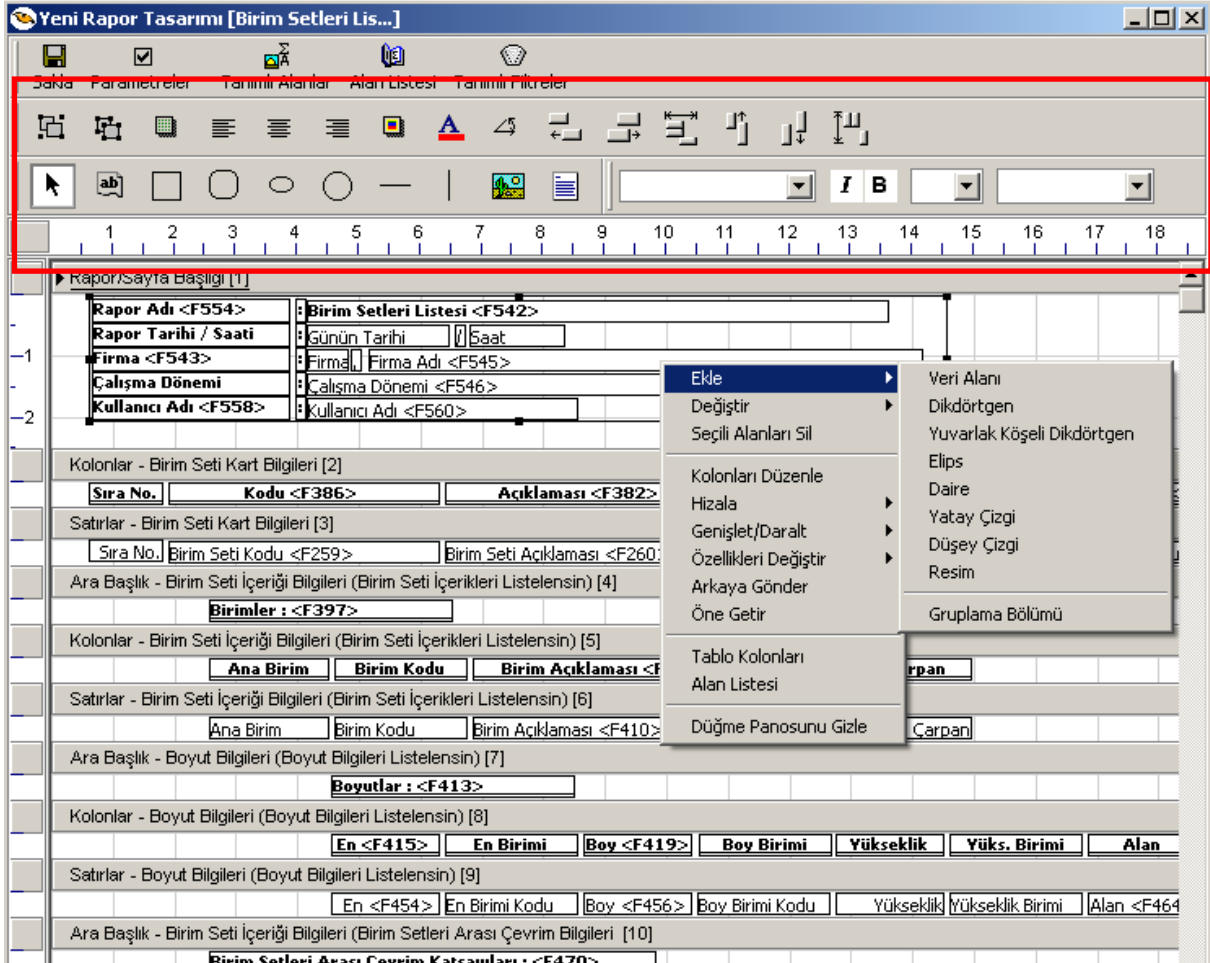 Yeni Rapor Tasarımı [Birim Setleri Lis...]
Sakla Parametreler Tanımlı Alanlar Alan Listesi Tanımlı Filtreler
A I B
1 2 3 4 5 6 7 8 9 10 11 12 13 14 15 16 17 18
Rapor/Sayfa Başlığı [1]
Rapor Adı <F554> : Birim Setleri Listesi <F542>
Rapor Tarihi / Saati : Günün Tarihi / Saat
1 Firma <F543> : Firma , Firma Adı <F545>
Çalışma Dönemi : Çalışma Dönemi <F546>
2 Kullanıcı Adı <F558> : Kullanıcı Adı <F560>
Kolonlar - Birim Seti Kart Bilgileri [2]
Sıra No. Kodu <F386> Açıklaması <F382>
Satırlar - Birim Seti Kart Bilgileri [3]
Sıra No. Birim Seti Kodu <F259> Birim Seti Açıklaması <F260>
Ara Başlık - Birim Seti İçeriği Bilgileri (Birim Seti İçerikleri Listelensin) [4]
Birimler : <F397>
Kolonlar - Birim Seti İçeriği Bilgileri (Birim Seti İçerikleri Listelensin) [5]
Ana Birim Birim Kodu Birim Açıklaması <F rpan
Satırlar - Birim Seti İçeriği Bilgileri (Birim Seti İçerikleri Listelensin) [6]
Ana Birim Birim Kodu Birim Açıklaması <F410> Çarpan
Ara Başlık - Boyut Bilgileri (Boyut Bilgileri Listelensin) [7]
Boyutlar : <F413>
Kolonlar - Boyut Bilgileri (Boyut Bilgileri Listelensin) [8]
En <F415> En Birimi Boy <F419> Boy Birimi Yükseklik Yüks. Birimi Alan
Satırlar - Boyut Bilgileri (Boyut Bilgileri Listelensin) [9]
En <F454> En Birimi Kodu Boy <F456> Boy Birimi Kodu Yükseklik Yükseklik Birimi Alan <F464
Ara Başlık - Birim Seti İçeriği Bilgileri (Birim Setleri Arası Çevrim Bilgileri [10]
Birim Setleri Arası Çevrim Katsayıları : <F470>
Ekle
Değiştir
Seçili Alanları Sil
Kolonları Düzenle
Hizala
Genişlet/Daralt
Özellikleri Değiştir
Arkaya Gönder
Öne Getir
Tablo Kolonları
Alan Listesi
Düğme Panosunu Gizle
Veri Alanı
Dikdörtgen
Yuvarlak Köşeli Dikdörtgen
Elips
Daire
Yatay Çizgi
Düşey Çizgi
Resim
Gruplama Bölümü